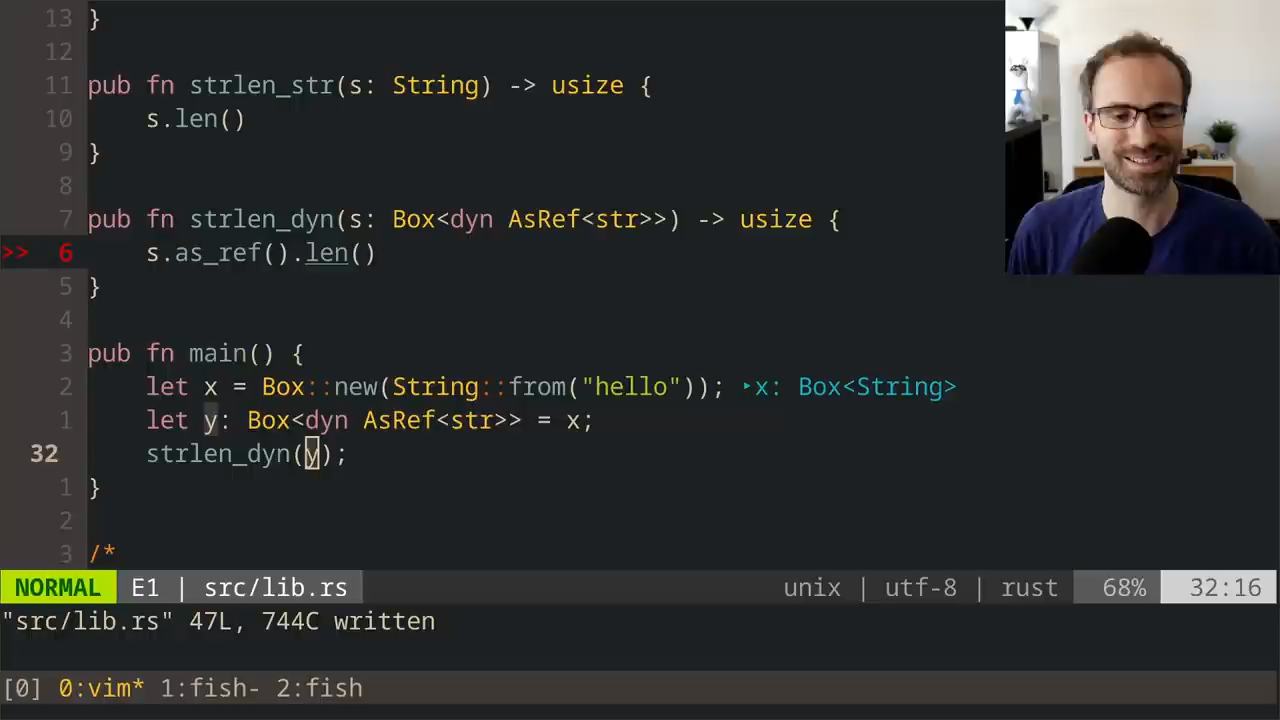 13 }
12
11 pub fn strlen_str(s: String) -> usize {
10     s.len()
9 }
8
7 pub fn strlen_dyn(s: Box<dyn AsRef<str>>) -> usize {
>> 6     s.as_ref().len()
5 }
4
3 pub fn main() {
2     let x = Box::new(String::from("hello")); ‣x: Box<String>
1     let y: Box<dyn AsRef<str>> = x;
32     strlen_dyn(y);
1 }
2
3 /*
NORMAL E1 | src/lib.rs unix | utf-8 | rust 68% 32:16
"src/lib.rs" 47L, 744C written
[0] 0:vim* 1:fish- 2:fish